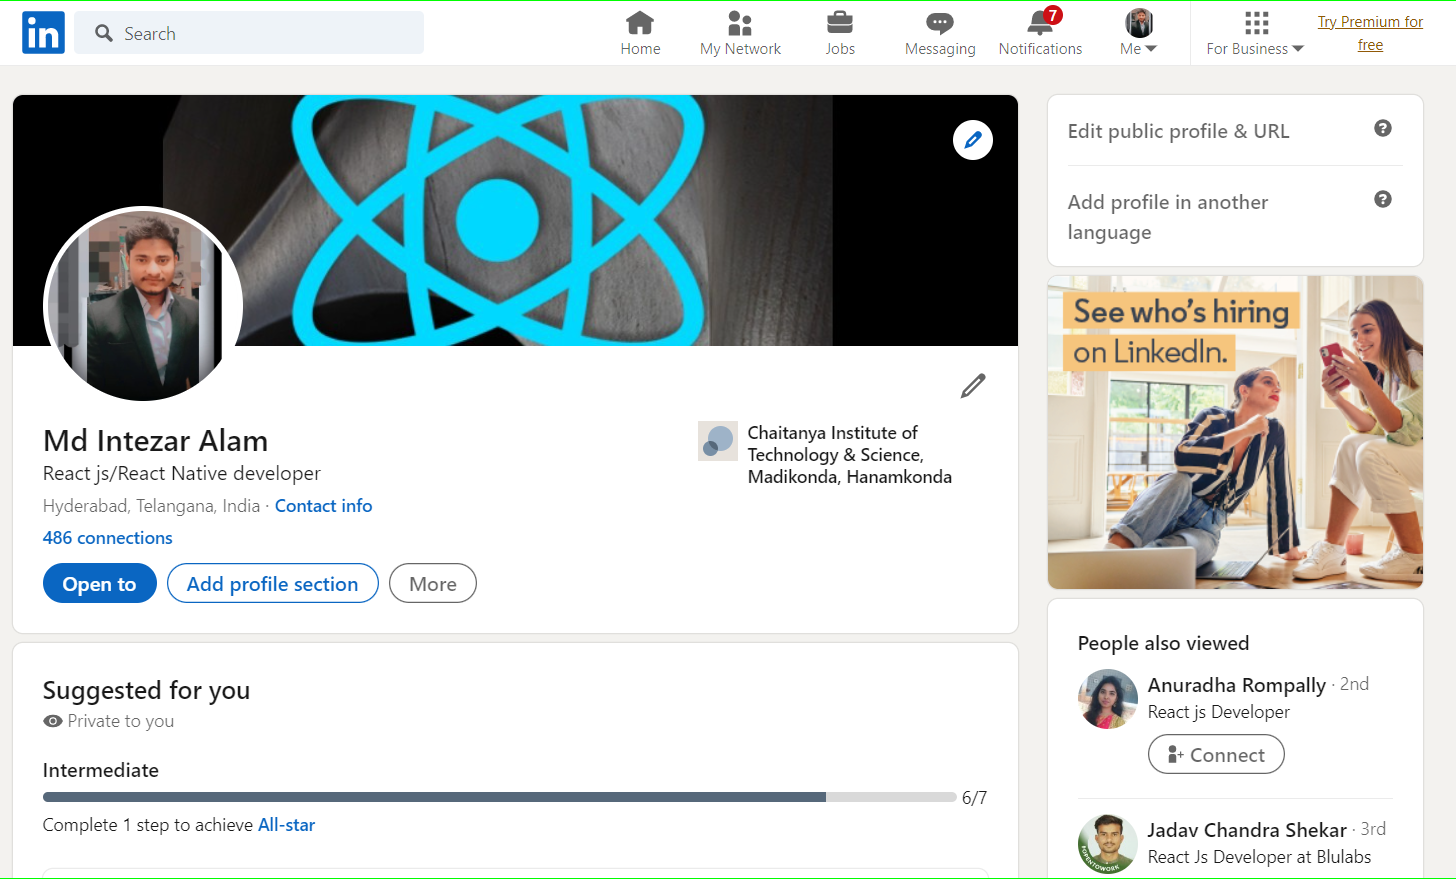 in
Search
Home
My Network
Jobs
Messaging
7
Notifications
Me
For Business
Try Premium for
free
Md Intezar Alam
React js/React Native developer
Hyderabad, Telangana, India · Contact info
486 connections
Open to
Add profile section
More
Chaitanya Institute of
Technology & Science,
Madikonda, Hanamkonda
Suggested for you
Private to you
Intermediate
6/7
Complete 1 step to achieve All-star
Edit public profile & URL
?
Add profile in another
language
?
See who's hiring
on LinkedIn.
People also viewed
Anuradha Rompally · 2nd
React js Developer
Connect
Jadav Chandra Shekar · 3rd
React Js Developer at Blulabs
#OPENTOWORK